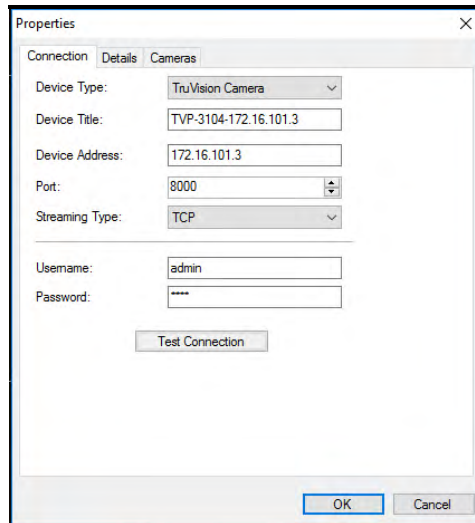 Properties
Connection Details Cameras
Device Type: TruVision Camera
Device Title: TVP-3104-172.16.101.3
Device Address: 172.16.101.3
Port: 8000
Streaming Type: TCP
Username: admin
Password: ****
Test Connection
OK Cancel